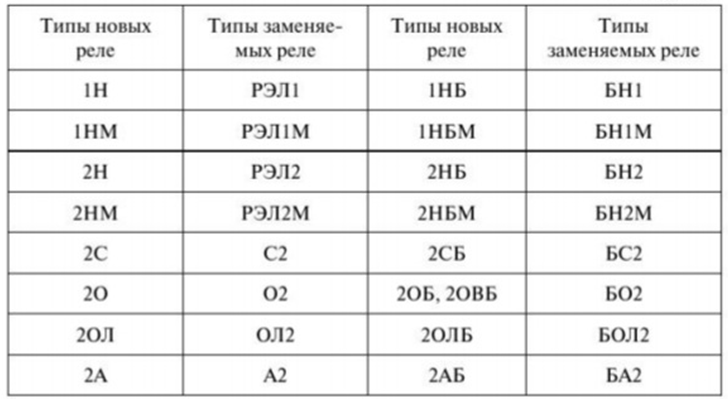 Типы новых реле Типы заменяе- мых реле Типы новых реле Типы заменяемых реле
1Н РЭЛ1 1НБ БН1
1НМ РЭЛ1М 1НБМ БН1М
2Н РЭЛ2 2НБ БН2
2НМ РЭЛ2М 2НБМ БН2М
2С С2 2СБ БС2
2О О2 2ОБ, 2ОВБ БО2
2ОЛ ОЛ2 2ОЛБ БОЛ2
2А А2 2АБ БА2